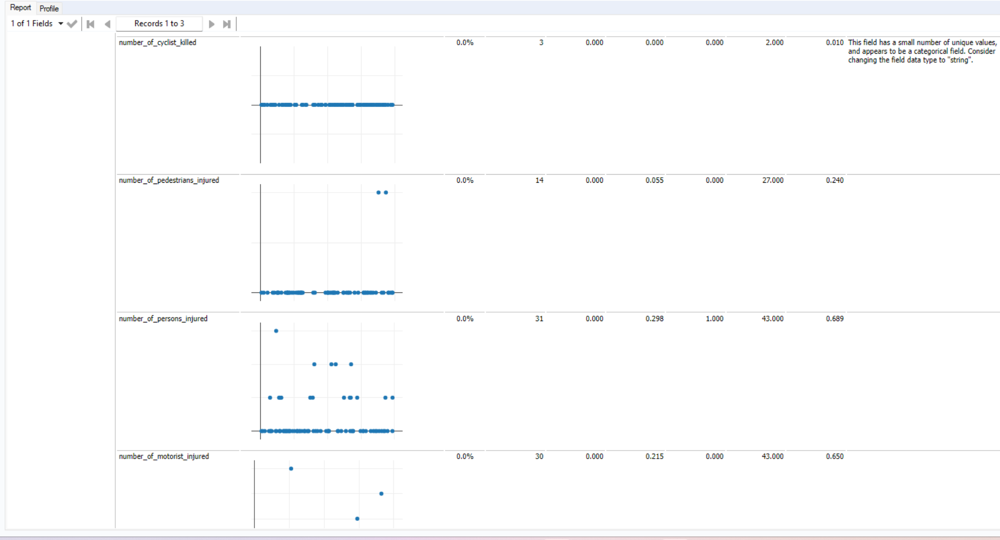 Report Profile
1 of 1 Fields Records 1 to 3
number_of_cyclist_killed 0.0% 3 0.000 0.000 0.000 2.000 0.010 This field has a small number of unique values,
and appears to be a categorical field. Consider
changing the field data type to "string".
number_of_pedestrians_injured 0.0% 14 0.000 0.055 0.000 27.000 0.240
number_of_persons_injured 0.0% 31 0.000 0.298 1.000 43.000 0.689
number_of_motorist_injured 0.0% 30 0.000 0.215 0.000 43.000 0.650